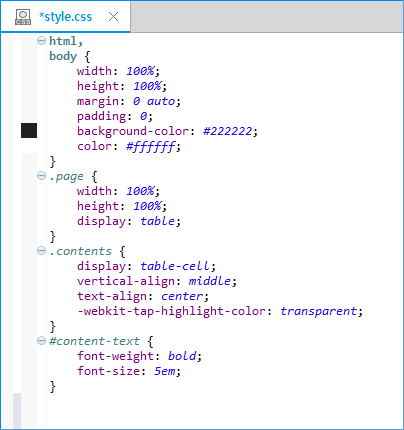 CSS
*style.css
html,
body {
    width: 100%;
    height: 100%;
    margin: 0 auto;
    padding: 0;
    background-color: #222222;
    color: #ffffff;
}
.page {
    width: 100%;
    height: 100%;
    display: table;
}
.contents {
    display: table-cell;
    vertical-align: middle;
    text-align: center;
    -webkit-tap-highlight-color: transparent;
}
#content-text {
    font-weight: bold;
    font-size: 5em;
}